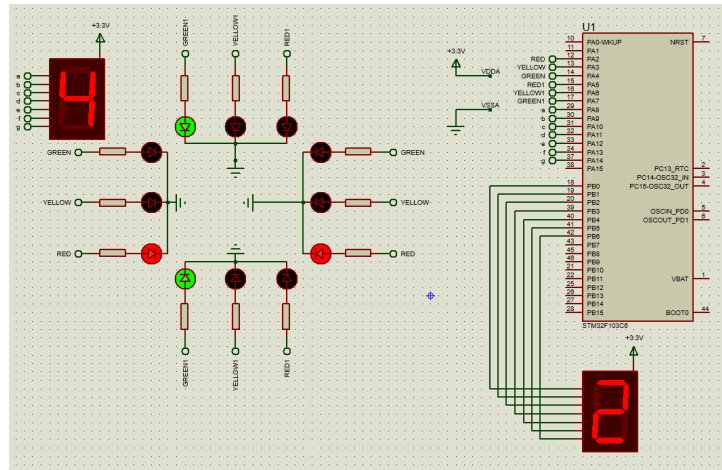 +3.3V
4
a
b
c
d
e
f
g
GREEN1
YELLOW1
RED1
GREEN
YELLOW
RED
GREEN
YELLOW
RED
GREEN1
YELLOW1
RED1
+3.3V
VDDA
VSSA
U1
RED
YELLOW
GREEN
RED1
YELLOW1
GREEN1
a
b
c
d
e
f
g
10 PA0-WKUP
11 PA1
12 PA2
13 PA3
14 PA4
15 PA5
16 PA6
17 PA7
29 PA8
30 PA9
31 PA10
32 PA11
33 PA12
34 PA13
37 PA14
38 PA15
18 PB0
19 PB1
20 PB2
39 PB3
40 PB4
41 PB5
42 PB6
43 PB7
45 PB8
46 PB9
21 PB10
22 PB11
25 PB12
26 PB13
27 PB14
28 PB15
NRST 7
PC13_RTC 2
PC14-OSC32_IN 3
PC15-OSC32_OUT 4
OSCIN_PD0 5
OSCOUT_PD1 6
VBAT 1
BOOT0 44
STM32F103C6
+3.3V
2